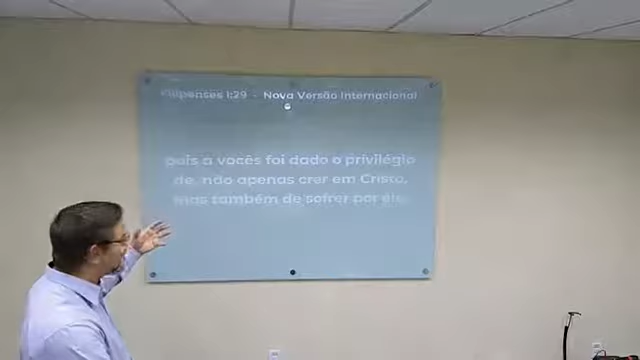 Filipenses 1:29 - Nova Versão Internacional
pois a vocês foi dado o privilégio
de, não apenas crer em Cristo,
mas também de sofrer por ele,